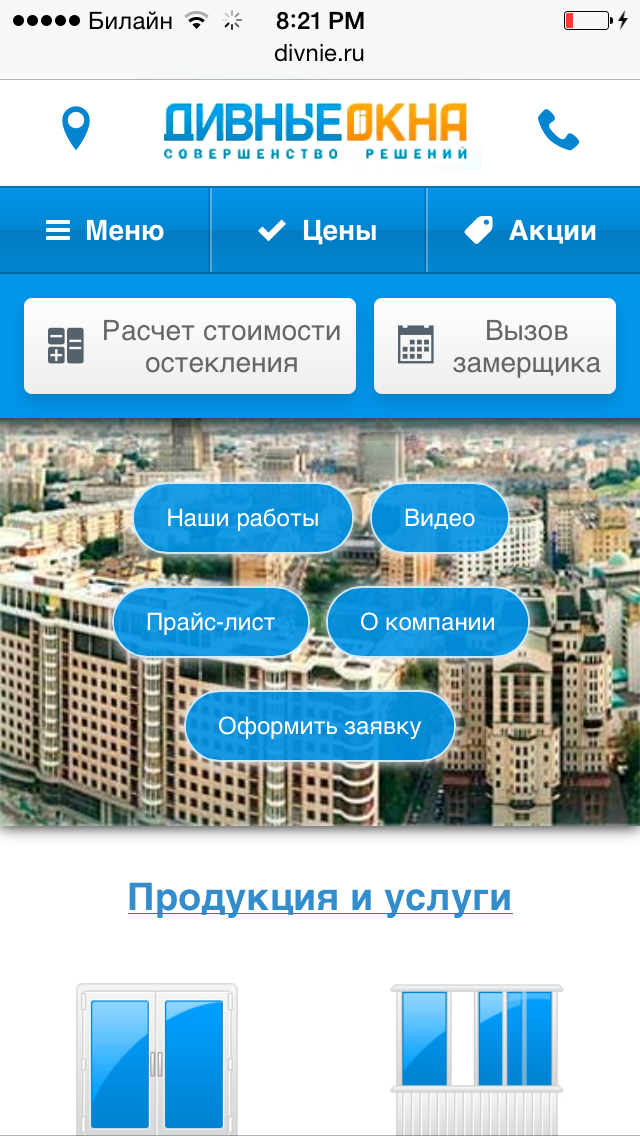 Билайн 8:21 PM
divnie.ru
ДИВНЫЕ ОКНА
СОВЕРШЕНСТВО РЕШЕНИЙ
Меню Цены Акции
Расчет стоимости
остекления
Вызов
замерщика
Наши работы Видео
Прайс-лист О компании
Оформить заявку
Продукция и услуги